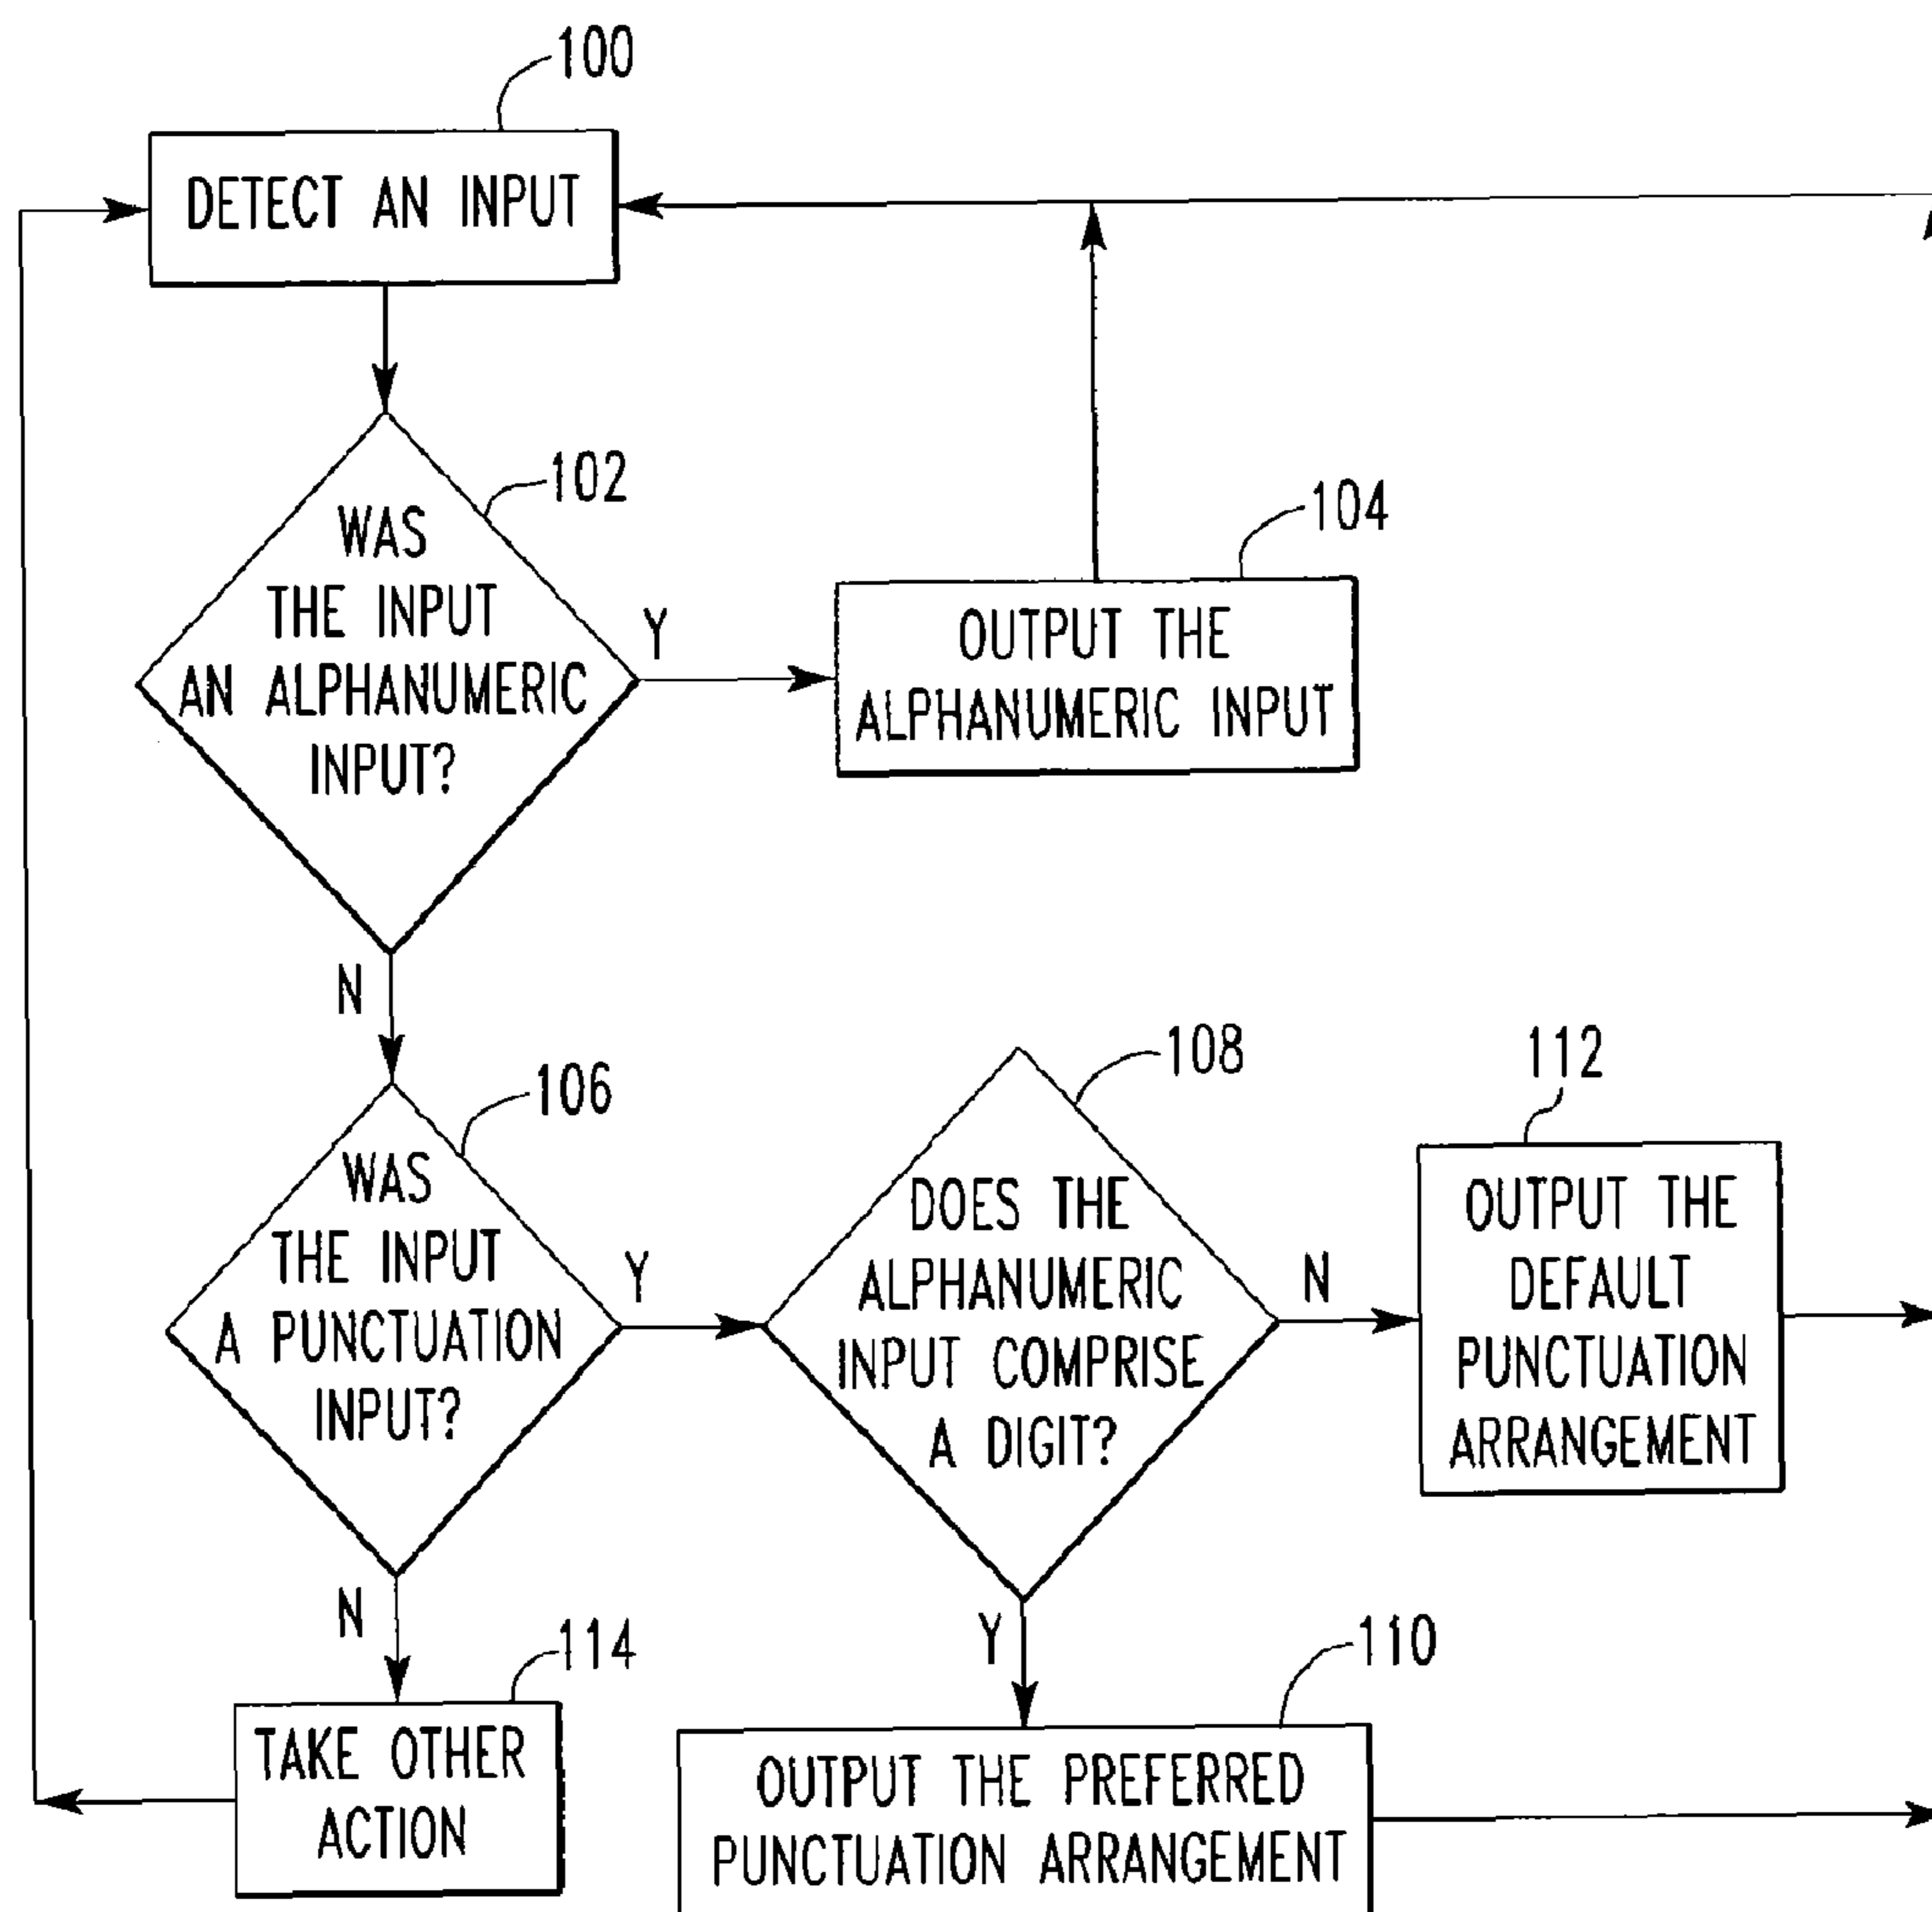 100
DETECT AN INPUT
102
WAS
THE INPUT
AN ALPHANUMERIC
INPUT?
Y
104
OUTPUT THE
ALPHANUMERIC INPUT
N
106
WAS
THE INPUT
A PUNCTUATION
INPUT?
Y
108
DOES THE
ALPHANUMERIC
INPUT COMPRISE
A DIGIT?
N
112
OUTPUT THE
DEFAULT
PUNCTUATION
ARRANGEMENT
N
114
TAKE OTHER
ACTION
Y
110
OUTPUT THE PREFERRED
PUNCTUATION ARRANGEMENT